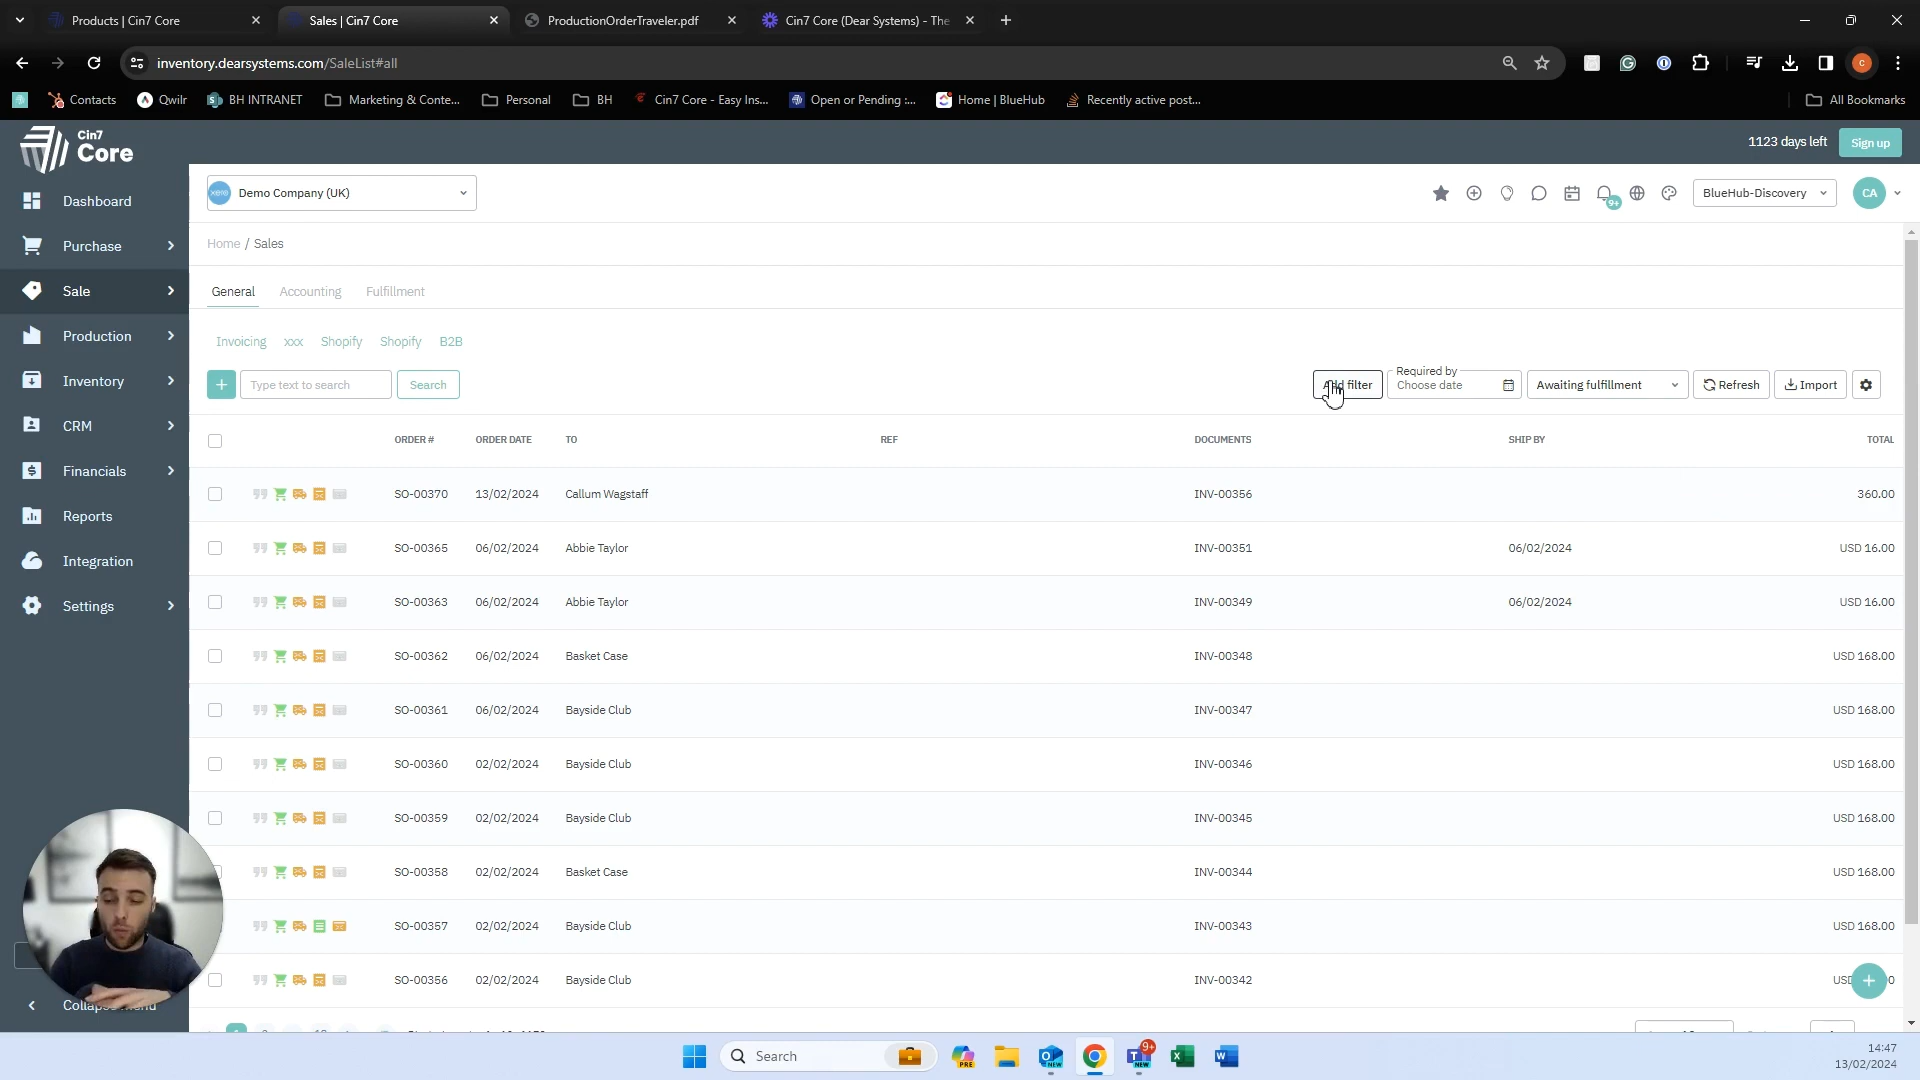 Products | Cin7 Core
Sales | Cin7 Core
ProductionOrderTraveler.pdf
Cin7 Core (Dear Systems) - The
inventory.dearsystems.com/SaleList#all
Contacts
Qwilr
BH INTRANET
Marketing & Conte...
Personal
BH
Cin7 Core - Easy Ins...
Open or Pending :...
Home | BlueHub
Recently active post...
All Bookmarks
Cin7
Core
1123 days left
Sign up
Dashboard
Purchase
Sale
Production
Inventory
CRM
Financials
Reports
Integration
Settings
xero
Demo Company (UK)
9+
BlueHub-Discovery
CA
Home / Sales
General Accounting Fulfillment
Invoicing xxx Shopify Shopify B2B
+ Type text to search Search
Add filter
Required by
Choose date
Awaiting fulfillment
Refresh
Import
ORDER # ORDER DATE TO REF DOCUMENTS SHIP BY TOTAL
SO-00370 13/02/2024 Callum Wagstaff INV-00356 360.00
SO-00365 06/02/2024 Abbie Taylor INV-00351 06/02/2024 USD 16.00
SO-00363 06/02/2024 Abbie Taylor INV-00349 06/02/2024 USD 16.00
SO-00362 06/02/2024 Basket Case INV-00348 USD 168.00
SO-00361 06/02/2024 Bayside Club INV-00347 USD 168.00
SO-00360 02/02/2024 Bayside Club INV-00346 USD 168.00
SO-00359 02/02/2024 Bayside Club INV-00345 USD 168.00
SO-00358 02/02/2024 Basket Case INV-00344 USD 168.00
SO-00357 02/02/2024 Bayside Club INV-00343 USD 168.00
SO-00356 02/02/2024 Bayside Club INV-00342
Search
PRE
NEW
9+
NEW
14:47
13/02/2024